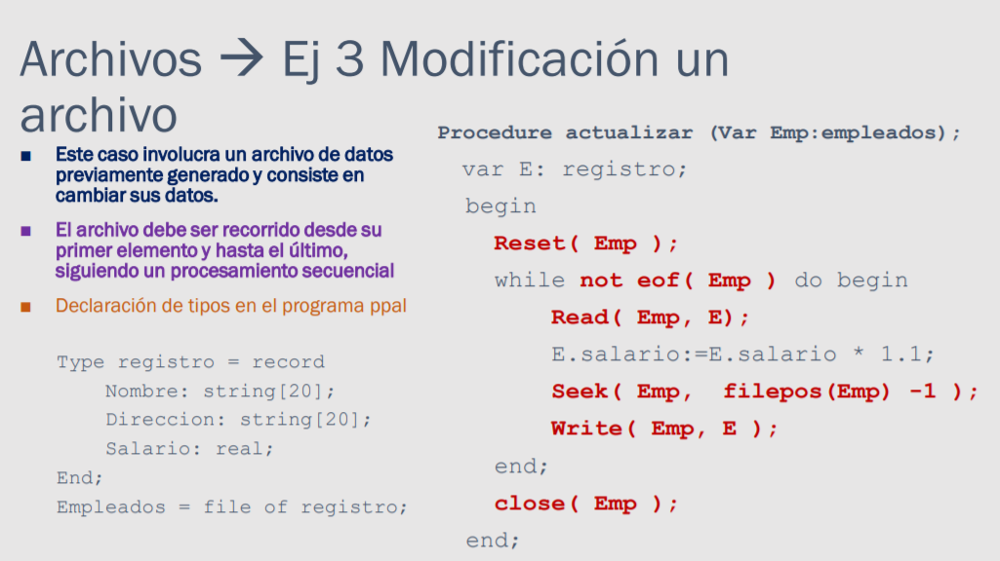 Archivos → Ej 3 Modificación un
archivo
▪ Este caso involucra un archivo de datos
previamente generado y consiste en
cambiar sus datos.
▪ El archivo debe ser recorrido desde su
primer elemento y hasta el último,
siguiendo un procesamiento secuencial
▪ Declaración de tipos en el programa ppal
Type registro = record
Nombre: string[20];
Direccion: string[20];
Salario: real;
End;
Empleados = file of registro;
Procedure actualizar (Var Emp:empleados);
var E: registro;
begin
Reset( Emp );
while not eof( Emp ) do begin
Read( Emp, E);
E.salario:=E.salario * 1.1;
Seek( Emp, filepos(Emp) -1 );
Write( Emp, E );
end;
close( Emp );
end;